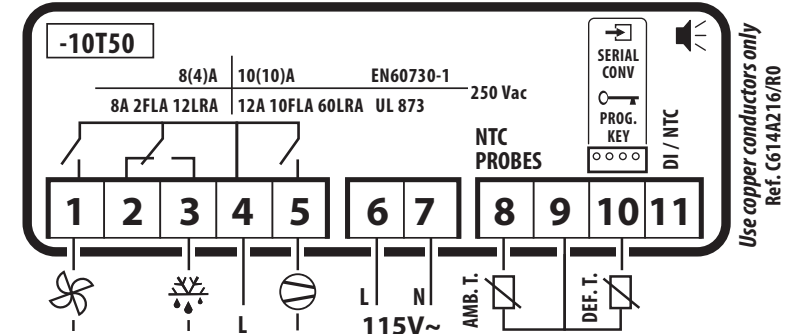 -10T50
8(4)A 10(10)A EN60730-1
8A 2FLA 12LRA 12A 10FLA 60LRA UL 873
250 Vac
SERIAL
CONV
PROG.
KEY
NTC
PROBES
DI / NTC
1 2 3 4 5 6 7 8 9 10 11
L
L N
115V~
AMB. T.
DEF. T.
Use copper conductors only
Ref. C614A216/R0